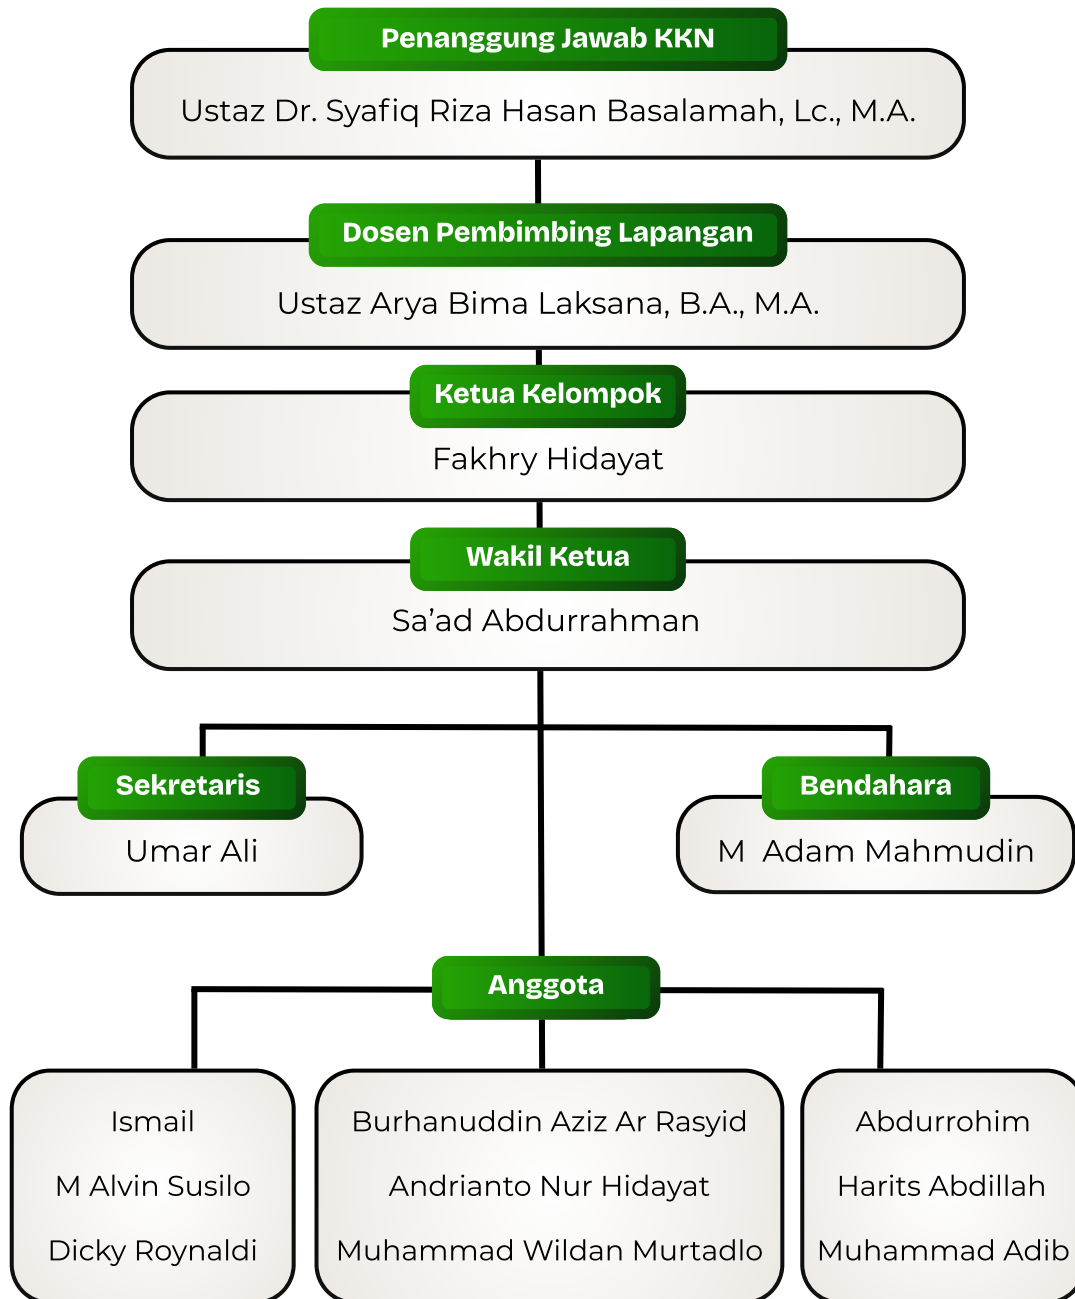 Penanggung Jawab KKN
Ustaz Dr. Syafiq Riza Hasan Basalamah, Lc., M.A.
Dosen Pembimbing Lapangan
Ustaz Arya Bima Laksana, B.A., M.A.
Ketua Kelompok
Fakhry Hidayat
Wakil Ketua
Sa’ad Abdurrahman
Sekretaris
Umar Ali
Bendahara
M  Adam Mahmudin
Anggota
Ismail
M Alvin Susilo
Dicky Roynaldi
Burhanuddin Aziz Ar Rasyid
Andrianto Nur Hidayat
Muhammad Wildan Murtadlo
Abdurrohim
Harits Abdillah
Muhammad Adib